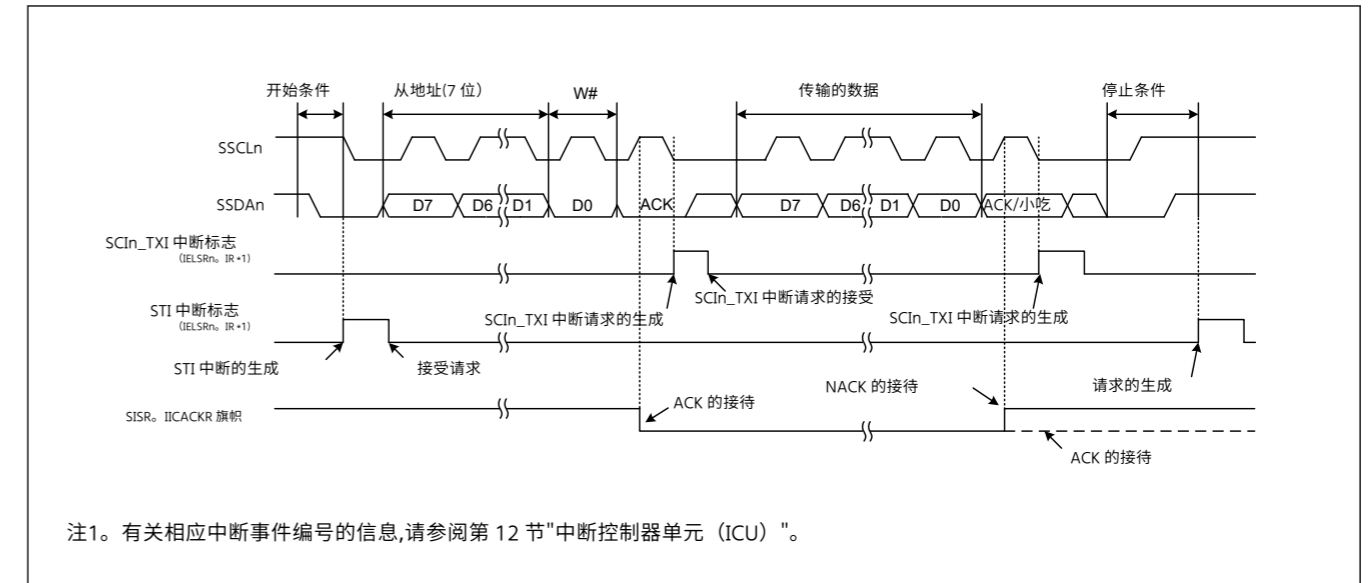 开始条件
从地址(7 位)
W#
传输的数据
停止条件
SSCLn
SSDAn
D7
D6
D1
D0
ACK
D7
D6
D1
D0
ACK/小吃
SCIn_TXI 中断标志
(IELSRn。IR *1)
SCIn_TXI 中断请求的生成
SCIn_TXI 中断请求的接受
SCIn_TXI 中断请求的生成
STI 中断标志
(IELSRn。IR *1)
STI 中断的生成
接受请求
请求的生成
SISR。IICACKR 旗帜
ACK 的接待
NACK 的接待
ACK 的接待
注1。有关相应中断事件编号的信息,请参阅第 12 节"中断控制器单元（ICU）"。